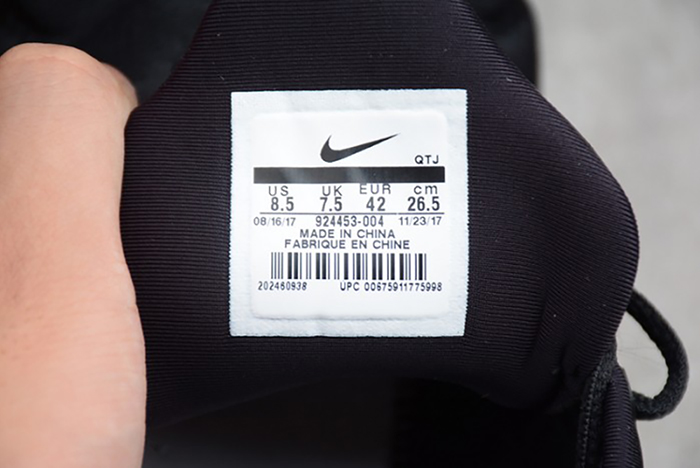 QTJ
US UK EUR cm
8.5 7.5 42 26.5
08/16/17 924453-004 11/23/17
MADE IN CHINA
FABRIQUE EN CHINE
202460938 UPC 00675911775998